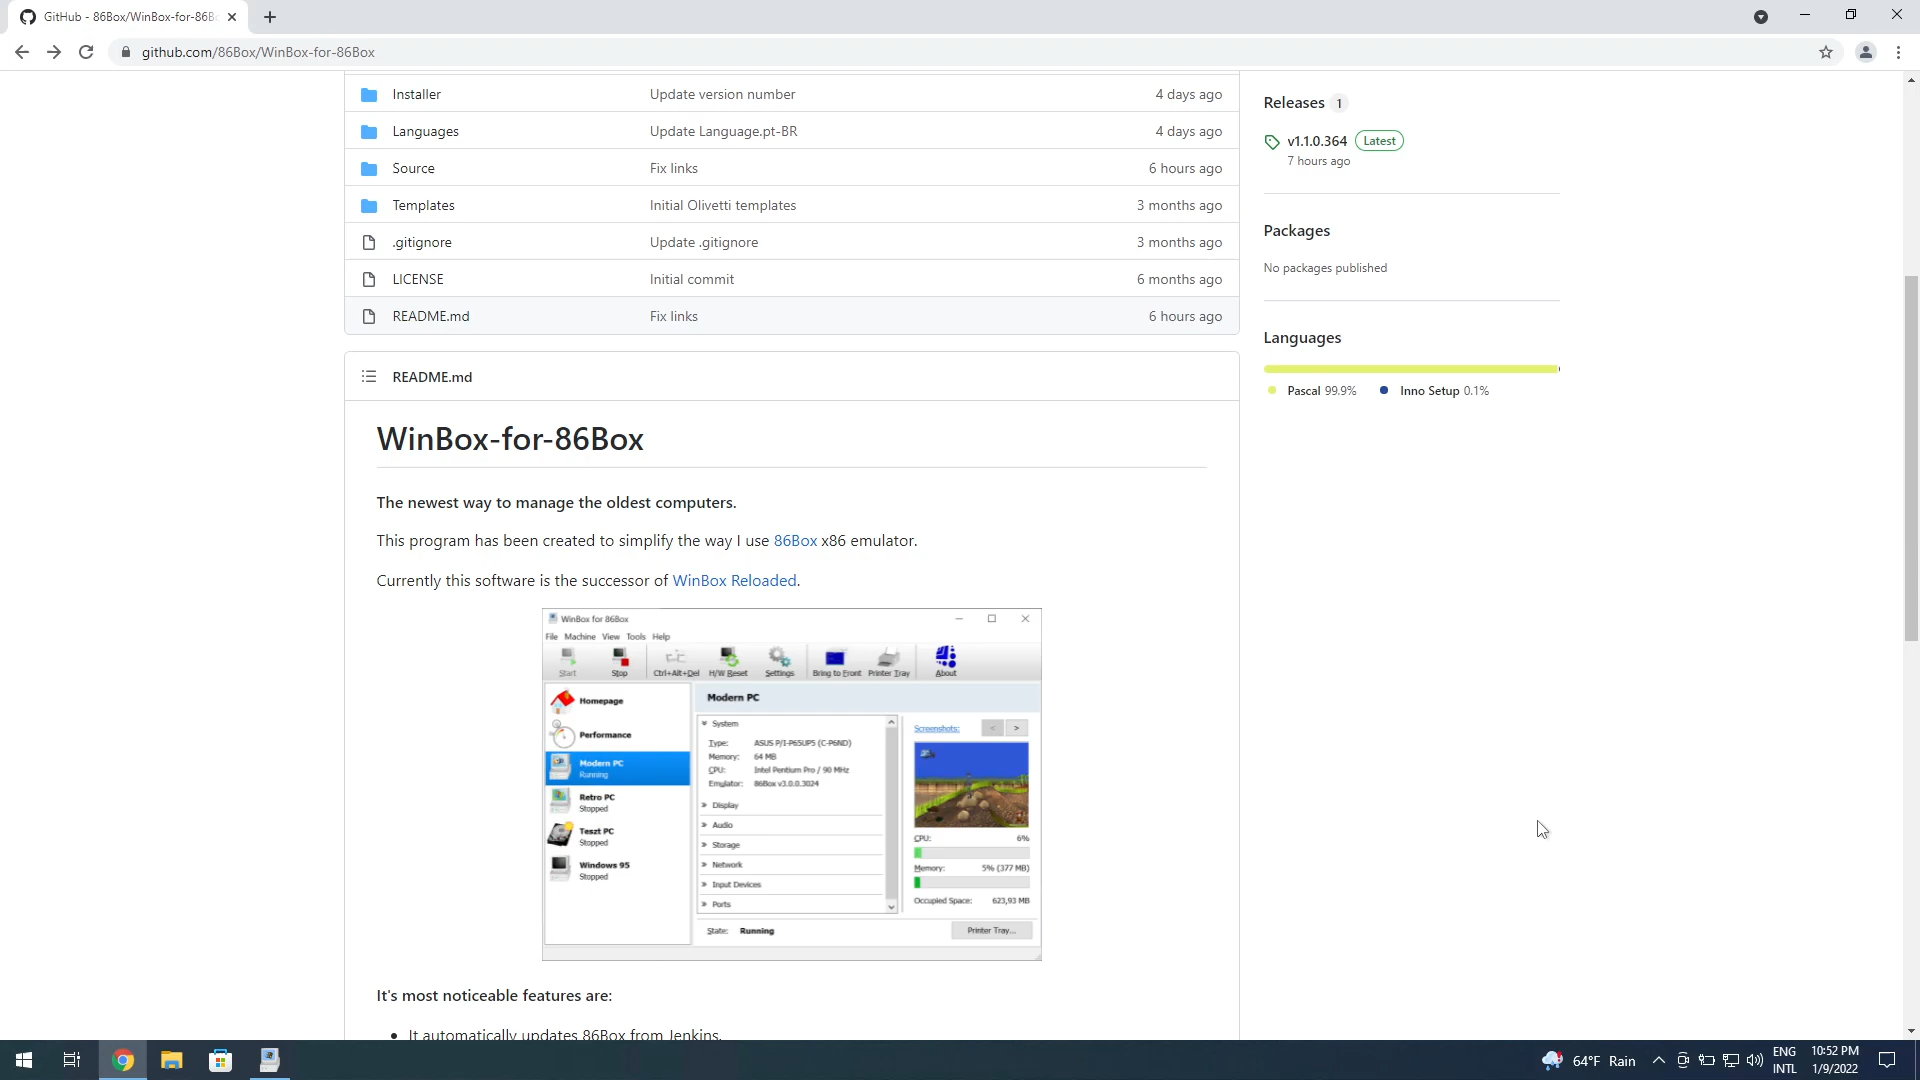 GitHub - 86Box/WinBox-for-86B
github.com/86Box/WinBox-for-86Box
Installer Update version number 4 days ago
Languages Update Language.pt-BR 4 days ago
Source Fix links 6 hours ago
Templates Initial Olivetti templates 3 months ago
.gitignore Update .gitignore 3 months ago
LICENSE Initial commit 6 months ago
README.md Fix links 6 hours ago
README.md
WinBox-for-86Box
The newest way to manage the oldest computers.
This program has been created to simplify the way I use 86Box x86 emulator.
Currently this software is the successor of WinBox Reloaded.
WinBox for 86Box
File Machine View Tools Help
Start Stop Ctrl+Alt+Del H/W Reset Settings Bring to Front Printer Tray About
Homepage
Performance
Modern PC
Running
Retro PC
Stopped
Teszt PC
Stopped
Windows 95
Stopped
Modern PC
System
Type: ASUS P/I-P65UP5 (C-P6ND)
Memory: 64 MB
CPU: Intel Pentium Pro / 90 MHz
Emulator: 86Box v3.0.0.3024
Display
Audio
Storage
Network
Input Devices
Ports
Screenshots: < >
CPU: 6%
Memory: 5% (377 MB)
Occupied Space: 623,93 MB
State: Running
Printer Tray...
It's most noticeable features are:
• It automatically updates 86Box from Jenkins.
Releases 1
v1.1.0.364 Latest
7 hours ago
Packages
No packages published
Languages
Pascal 99.9% Inno Setup 0.1%
64°F Rain
ENG
INTL
10:52 PM
1/9/2022